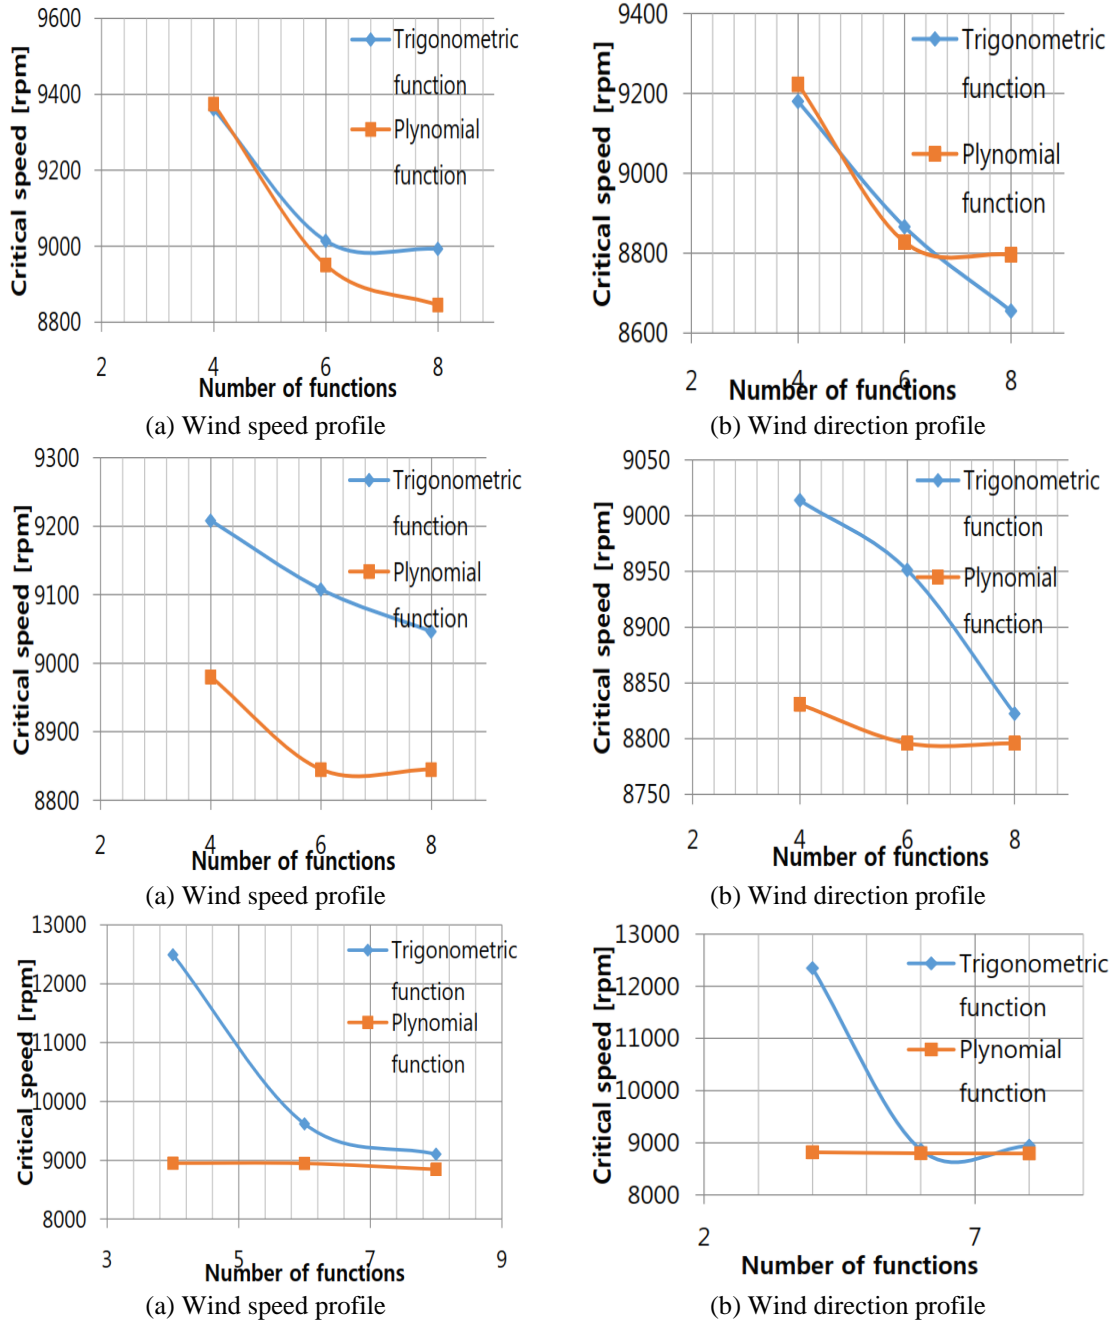 9600
9400
9200
9000
8800
Critical speed [rpm]
Trigonometric
function
Plynomial
function
2
4
6
8
Number of functions
(a) Wind speed profile
9400
9200
9000
8800
8600
Critical speed [rpm]
Trigonometric
function
Plynomial
function
2
4
6
8
Number of functions
(b) Wind direction profile
9300
9200
9100
9000
8900
8800
Critical speed [rpm]
Trigonometric
function
Plynomial
function
2
4
6
8
Number of functions
(a) Wind speed profile
9050
9000
8950
8900
8850
8800
8750
Critical speed [rpm]
Trigonometric
function
Plynomial
function
2
4
6
8
Number of functions
(b) Wind direction profile
13000
12000
11000
10000
9000
8000
Critical speed [rpm]
Trigonometric
function
Plynomial
function
3
5
7
9
Number of functions
(a) Wind speed profile
13000
12000
11000
10000
9000
8000
Critical speed [rpm]
Trigonometric
function
Plynomial
function
2
7
Number of functions
(b) Wind direction profile